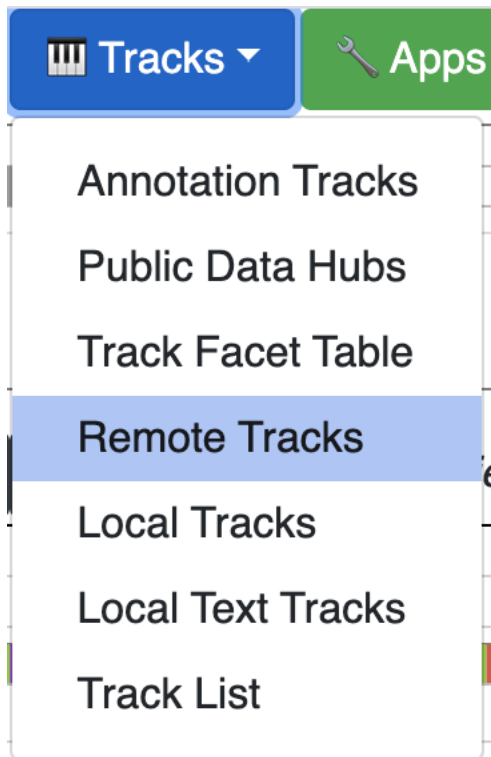 Tracks
Apps
Annotation Tracks
Public Data Hubs
Track Facet Table
Remote Tracks
Local Tracks
Local Text Tracks
Track List